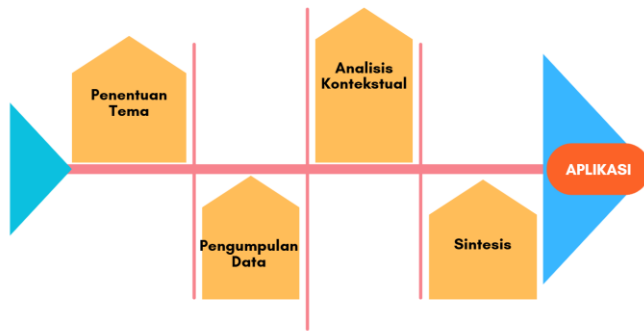 Penentuan
Tema
Pengumpulan
Data
Analisis
Kontekstual
Sintesis
APLIKASI